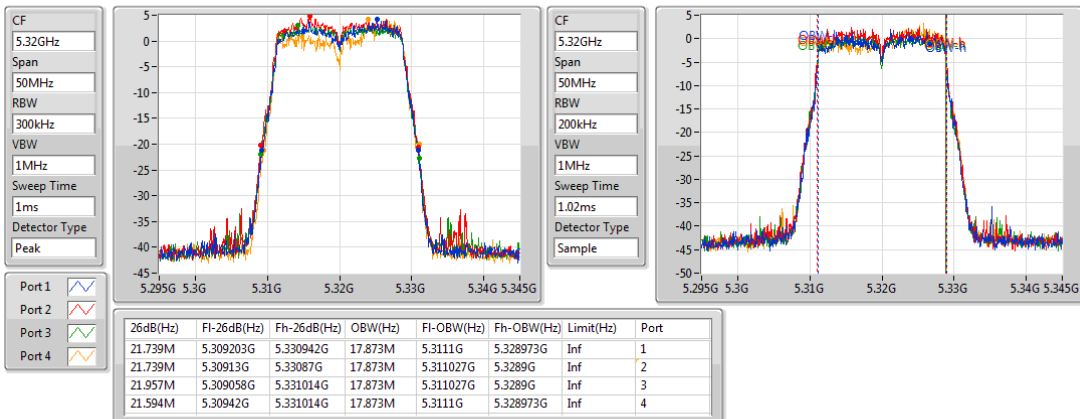 CF
5.32GHz
Span
50MHz
RBW
300kHz
VBW
1MHz
Sweep Time
1ms
Detector Type
Peak
5
0
-5
-10
-15
-20
-25
-30
-35
-40
-45
5.295G 5.3G 5.31G 5.32G 5.33G 5.34G 5.345G
CF
5.32GHz
Span
50MHz
RBW
200kHz
VBW
1MHz
Sweep Time
1.02ms
Detector Type
Sample
5
0
-5
-10
-15
-20
-25
-30
-35
-40
-45
-50
5.295G 5.3G 5.31G 5.32G 5.33G 5.34G 5.345G
Port 1
Port 2
Port 3
Port 4
26dB(Hz) Fl-26dB(Hz) Fh-26dB(Hz) OBW(Hz) Fl-OBW(Hz) Fh-OBW(Hz) Limit(Hz) Port
21.739M 5.309203G 5.330942G 17.873M 5.3111G 5.328973G Inf 1
21.739M 5.30913G 5.33087G 17.873M 5.311027G 5.3289G Inf 2
21.957M 5.309058G 5.331014G 17.873M 5.311027G 5.3289G Inf 3
21.594M 5.30942G 5.331014G 17.873M 5.3111G 5.328973G Inf 4